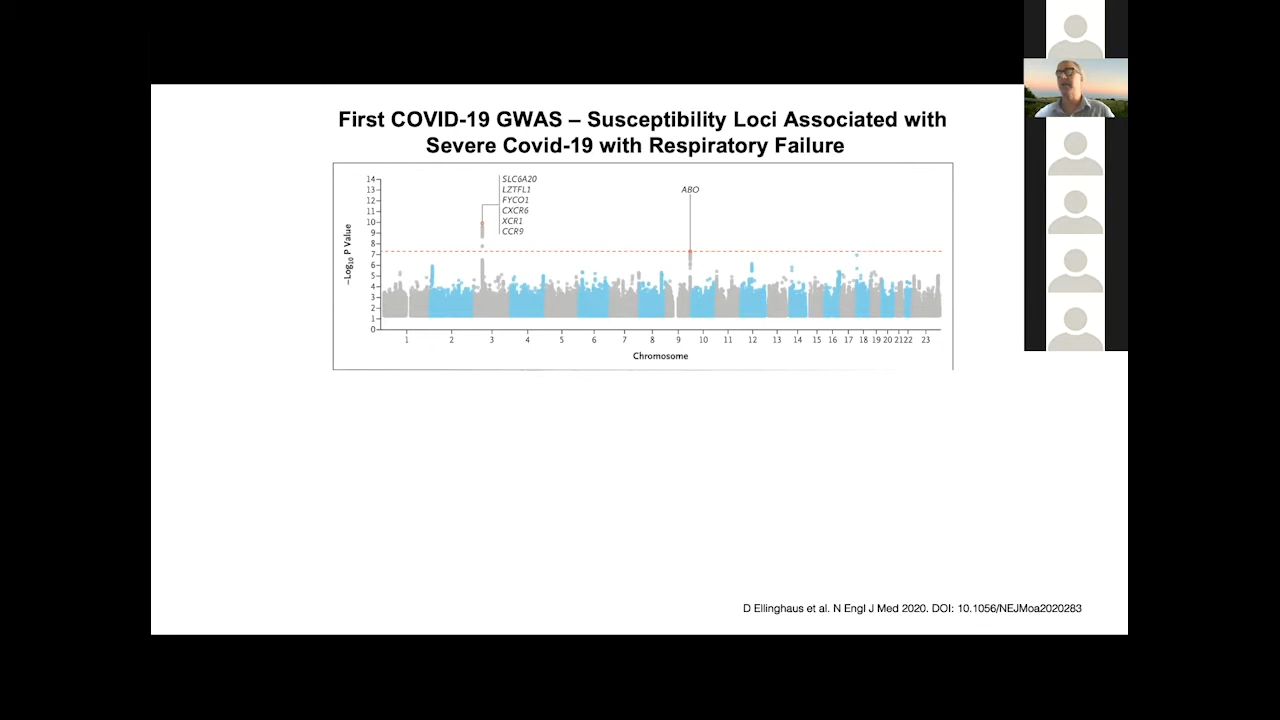 First COVID-19 GWAS – Susceptibility Loci Associated with
Severe Covid-19 with Respiratory Failure
SLC6A20
LZTFL1
FYCO1
CXCR6
XCR1
CCR9
ABO
14
13
12
11
10
9
8
7
6
5
4
3
2
1
0
−Log10 P Value
1 2 3 4 5 6 7 8 9 10 11 12 13 14 15 16 17 18 19 20 21 22 23
Chromosome
D Ellinghaus et al. N Engl J Med 2020. DOI: 10.1056/NEJMoa2020283